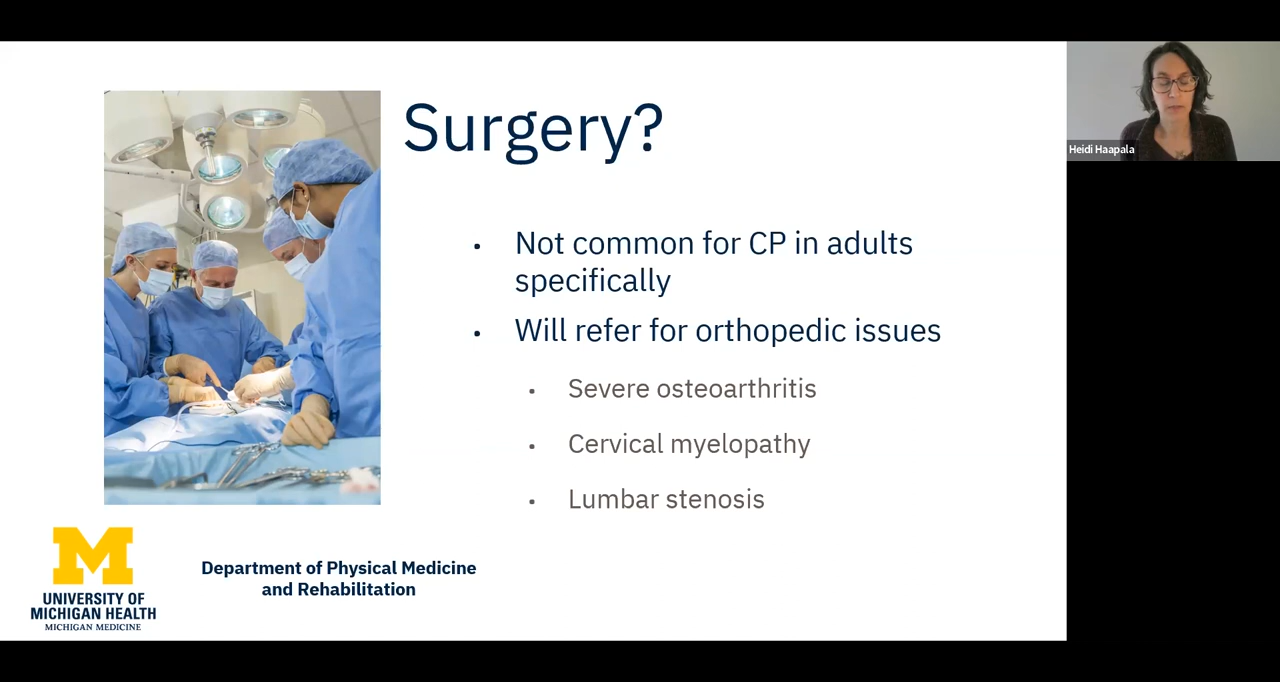 Surgery?
Heidi Haapala
• Not common for CP in adults
specifically
• Will refer for orthopedic issues
• Severe osteoarthritis
• Cervical myelopathy
• Lumbar stenosis
Department of Physical Medicine
and Rehabilitation
M
UNIVERSITY OF
MICHIGAN HEALTH
MICHIGAN MEDICINE